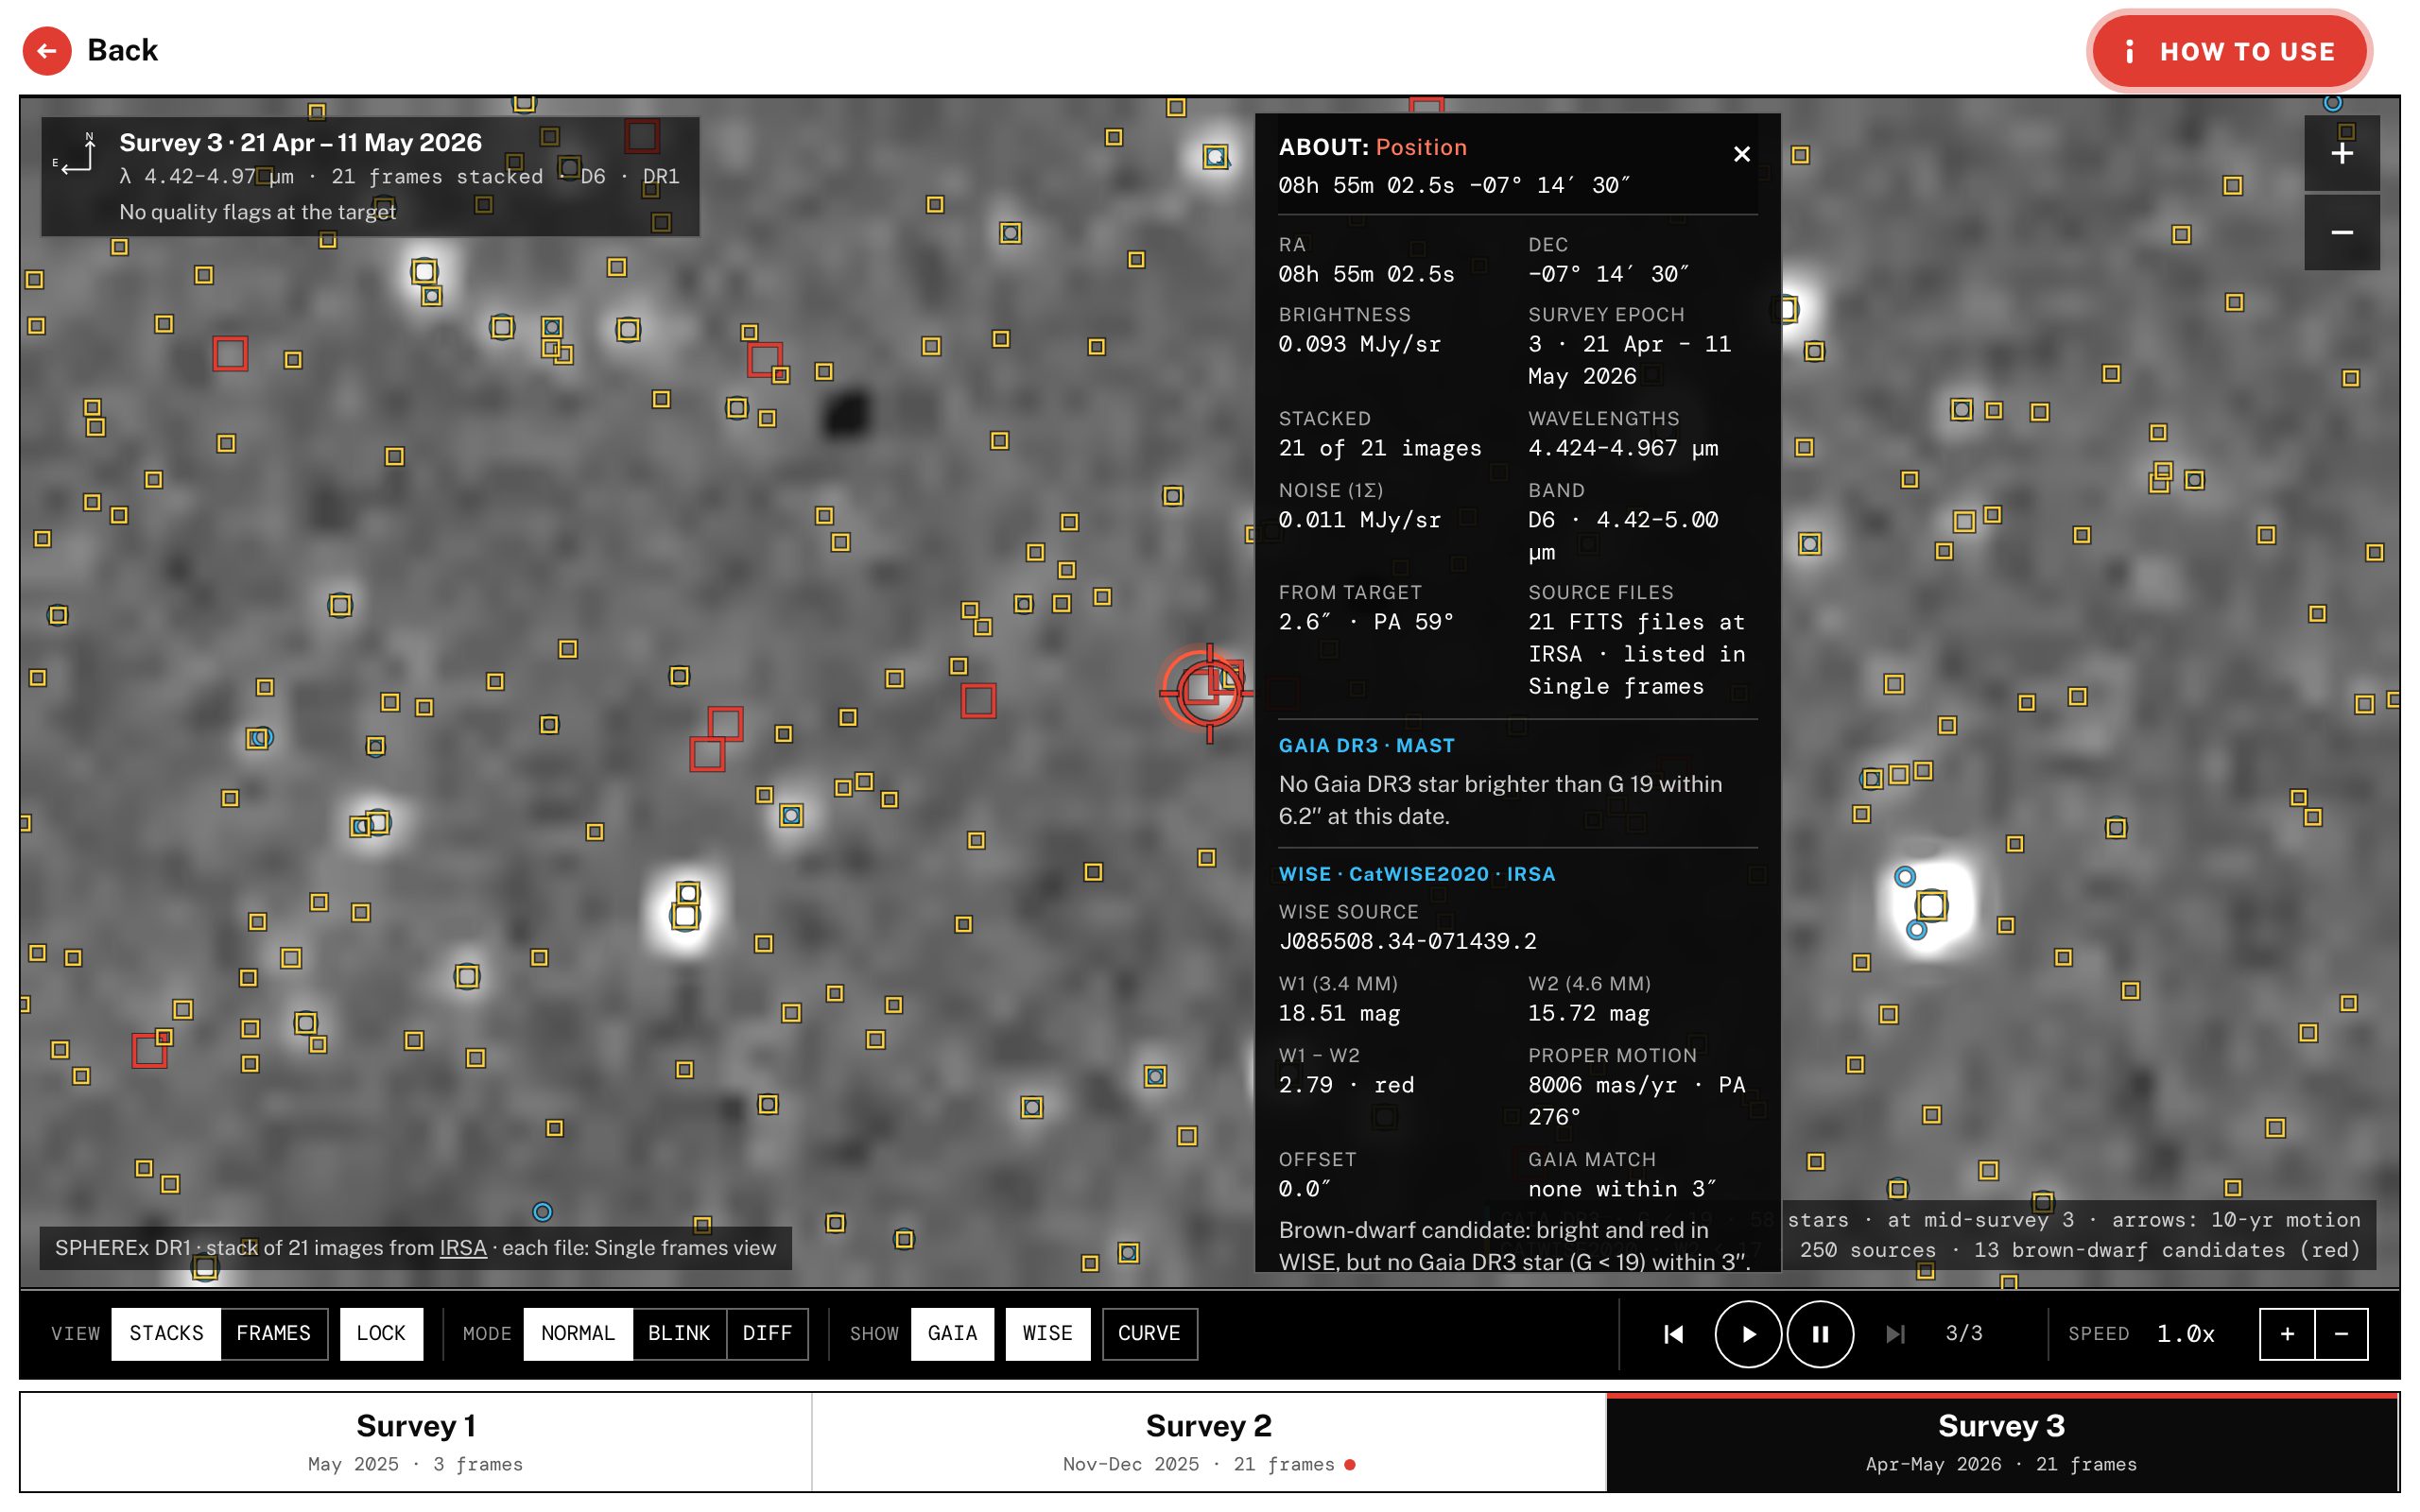 Back
HOW TO USE
N
E
Survey 3 · 21 Apr – 11 May 2026
λ 4.42–4.97 μm · 21 frames stacked · D6 · DR1
No quality flags at the target
ABOUT: Position
08h 55m 02.5s −07° 14′ 30″
RA
08h 55m 02.5s
DEC
−07° 14′ 30″
BRIGHTNESS
0.093 MJy/sr
SURVEY EPOCH
3 · 21 Apr – 11
May 2026
STACKED
21 of 21 images
WAVELENGTHS
4.424–4.967 μm
NOISE (1Σ)
0.011 MJy/sr
BAND
D6 · 4.42–5.00
μm
FROM TARGET
2.6″ · PA 59°
SOURCE FILES
21 FITS files at
IRSA · listed in
Single frames
GAIA DR3 · MAST
No Gaia DR3 star brighter than G 19 within
6.2″ at this date.
WISE · CatWISE2020 · IRSA
WISE SOURCE
J085508.34-071439.2
W1 (3.4 MM)
18.51 mag
W2 (4.6 MM)
15.72 mag
W1 − W2
2.79 · red
PROPER MOTION
8006 mas/yr · PA
276°
OFFSET
0.0″
GAIA MATCH
none within 3″
Brown-dwarf candidate: bright and red in
WISE, but no Gaia DR3 star (G < 19) within 3″.
+
−
SPHEREx DR1 · stack of 21 images from IRSA · each file: Single frames view
stars · at mid-survey 3 · arrows: 10-yr motion
250 sources · 13 brown-dwarf candidates (red)
VIEW STACKS FRAMES LOCK MODE NORMAL BLINK DIFF SHOW GAIA WISE CURVE 3/3 SPEED 1.0x + −
Survey 1
May 2025 · 3 frames
Survey 2
Nov–Dec 2025 · 21 frames
Survey 3
Apr–May 2026 · 21 frames